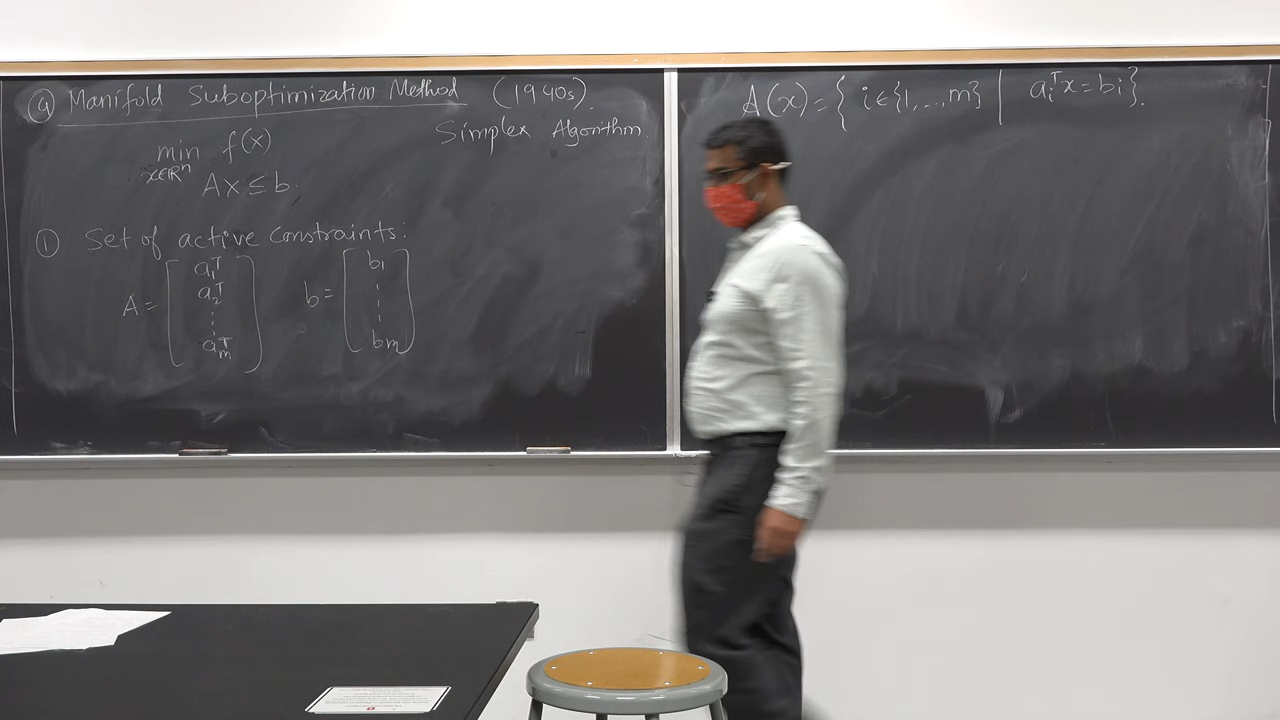 ④ Manifold Suboptimization Method (1940s).
Simplex Algorithm.
min f(x)
x∈ℝⁿ
Ax ≤ b.
① Set of active constraints:
A = [a₁ᵀ a₂ᵀ ⋮ aₘᵀ] b = [b₁ ⋮ bₘ]
A(x) = { i ∈ {1, ..., m} | aᵢᵀx = bᵢ }.